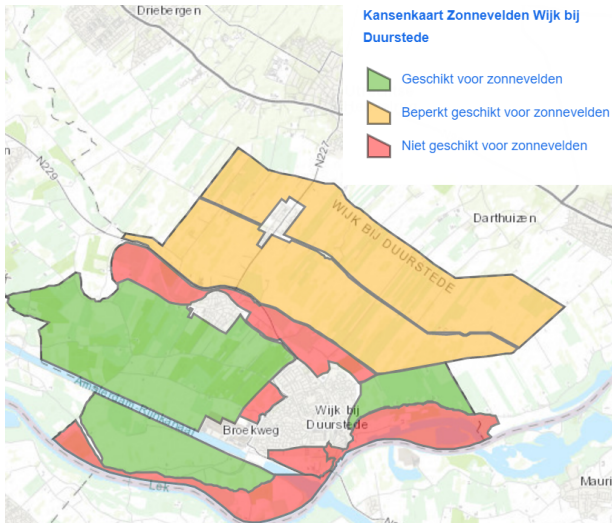 Driebergen
Kansenkaart Zonnevelden Wijk bij
Duurstede
Geschikt voor zonnevelden
Beperkt geschikt voor zonnevelden
Niet geschikt voor zonnevelden
N227
N229
WIJK BIJ DUURSTEDE
Darthuizen
Amsterdam-Rijnkanaal
Wijk bij
Duurstede
Broekweg
Lek
Mauri